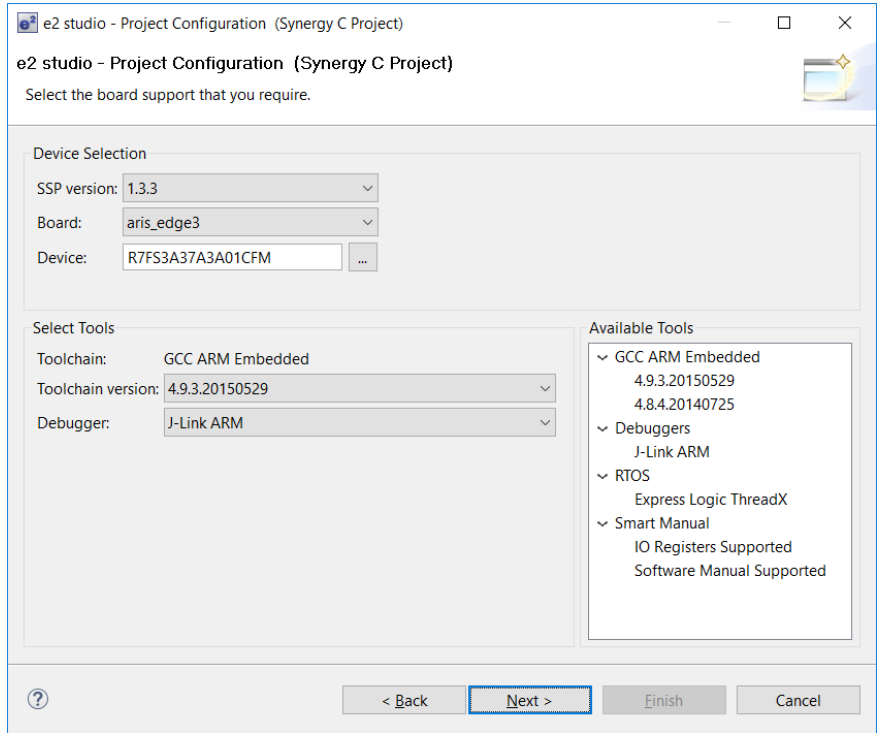 e² e2 studio - Project Configuration (Synergy C Project)
e2 studio - Project Configuration (Synergy C Project)
Select the board support that you require.
Device Selection
SSP version: 1.3.3
Board: aris_edge3
Device: R7FS3A37A3A01CFM ...
Select Tools
Toolchain: GCC ARM Embedded
Toolchain version: 4.9.3.20150529
Debugger: J-Link ARM
Available Tools
GCC ARM Embedded
4.9.3.20150529
4.8.4.20140725
Debuggers
J-Link ARM
RTOS
Express Logic ThreadX
Smart Manual
IO Registers Supported
Software Manual Supported
? < Back Next > Finish Cancel